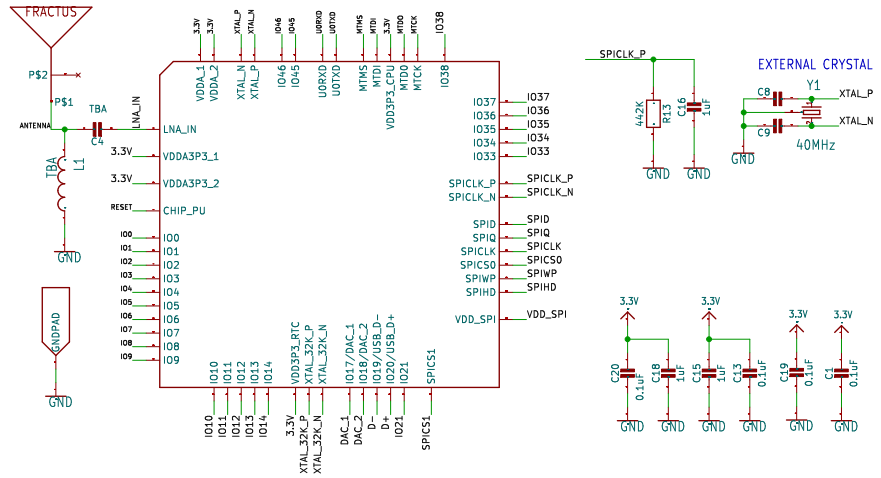 FRACTUS
P$2
P$1
ANTENNA
TBA
C4
LNA_IN
TBA
L1
GND
GNDPAD
GND
3.3V
3.3V
XTAL_P
XTAL_N
IO46
IO45
U0RXD
U0TXD
MTMS
MTDI
3.3V
MTDO
MTCK
IO38
VDDA_1
VDDA_2
XTAL_N
XTAL_P
IO46
IO45
U0RXD
U0TXD
MTMS
MTDI
VDD3P3_CPU
MTDO
MTCK
IO38
LNA_IN
3.3V VDDA3P3_1
3.3V VDDA3P3_2
RESET CHIP_PU
IO0 IO0
IO1 IO1
IO2 IO2
IO3 IO3
IO4 IO4
IO5 IO5
IO6 IO6
IO7 IO7
IO8 IO8
IO9 IO9
IO37 IO37
IO36 IO36
IO35 IO35
IO34 IO34
IO33 IO33
SPICLK_P SPICLK_P
SPICLK_N SPICLK_N
SPID SPID
SPIQ SPIQ
SPICLK SPICLK
SPICS0 SPICS0
SPIWP SPIWP
SPIHD SPIHD
VDD_SPI VDD_SPI
IO10
IO11
IO12
IO13
IO14
VDD3P3_RTC
XTAL_32K_P
XTAL_32K_N
IO17/DAC_1
IO18/DAC_2
IO19/USB_D-
IO20/USB_D+
IO21
SPICS1
IO10
IO11
IO12
IO13
IO14
3.3V
XTAL_32K_P
XTAL_32K_N
DAC_1
DAC_2
D-
D+
IO21
SPICS1
SPICLK_P
442K
R13
C16
1uF
GND
GND
EXTERNAL CRYSTAL
C8
Y1
XTAL_P
XTAL_N
C9
40MHz
GND
3.3V
3.3V
3.3V
3.3V
C20
0.1uF
C18
1uF
C15
1uF
C13
0.1uF
C19
0.1uF
C1
0.1uF
GND
GND
GND
GND
GND
GND